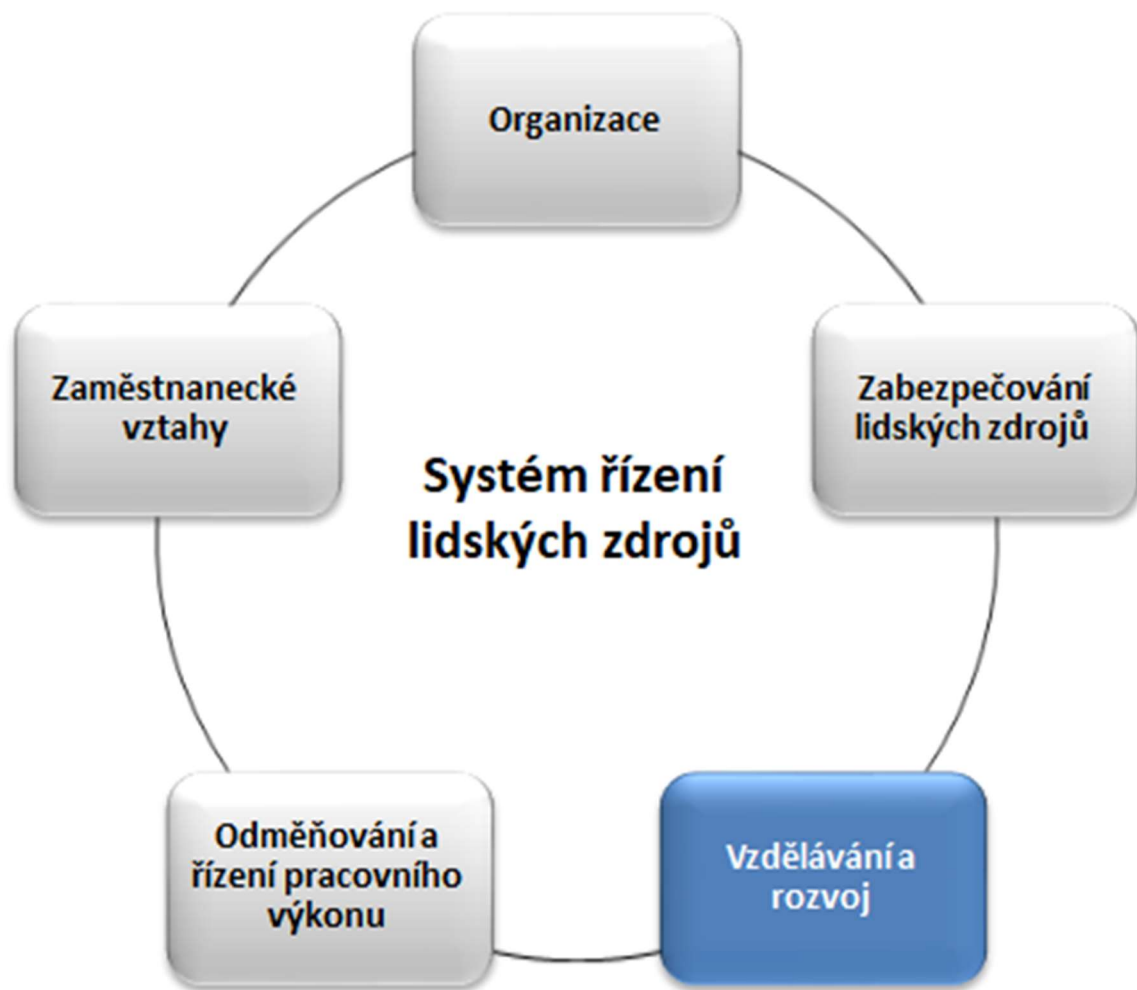 Organizace
Zaměstnanecké
vztahy
Zabezpečování
lidských zdrojů
Systém řízení
lidských zdrojů
Odměňování a
řízení pracovního
výkonu
Vzdělávání a
rozvoj